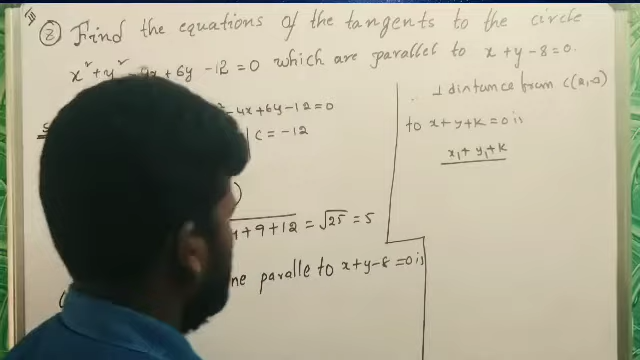 ② Find the equations of the tangents to the circle
x² + y² - 4x + 6y - 12 = 0 which are parallel to x + y - 8 = 0.
- 4x + 6y - 12 = 0
C = -12
+ 9 + 12 = √25 = 5
paralle to x + y - 8 = 0 is
⊥ distance from
to x + y + k = 0 is
x₁ + y₁ + k